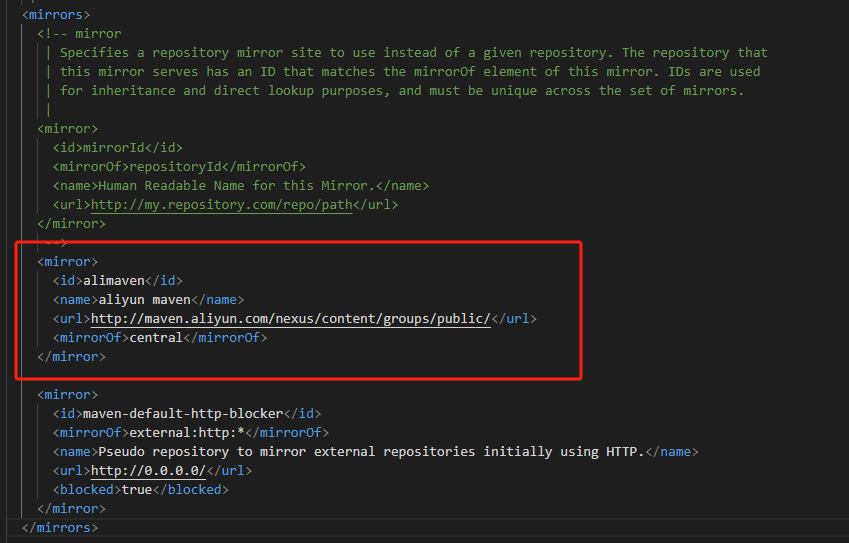 <mirrors>
<!-- mirror
| Specifies a repository mirror site to use instead of a given repository. The repository that
| this mirror serves has an ID that matches the mirrorOf element of this mirror. IDs are used
| for inheritance and direct lookup purposes, and must be unique across the set of mirrors.
|
<mirror>
<id>mirrorId</id>
<mirrorOf>repositoryId</mirrorOf>
<name>Human Readable Name for this Mirror.</name>
<url>http://my.repository.com/repo/path</url>
</mirror>
-->
<mirror>
<id>alimaven</id>
<name>aliyun maven</name>
<url>http://maven.aliyun.com/nexus/content/groups/public/</url>
<mirrorOf>central</mirrorOf>
</mirror>
<mirror>
<id>maven-default-http-blocker</id>
<mirrorOf>external:http:*</mirrorOf>
<name>Pseudo repository to mirror external repositories initially using HTTP.</name>
<url>http://0.0.0.0/</url>
<blocked>true</blocked>
</mirror>
</mirrors>